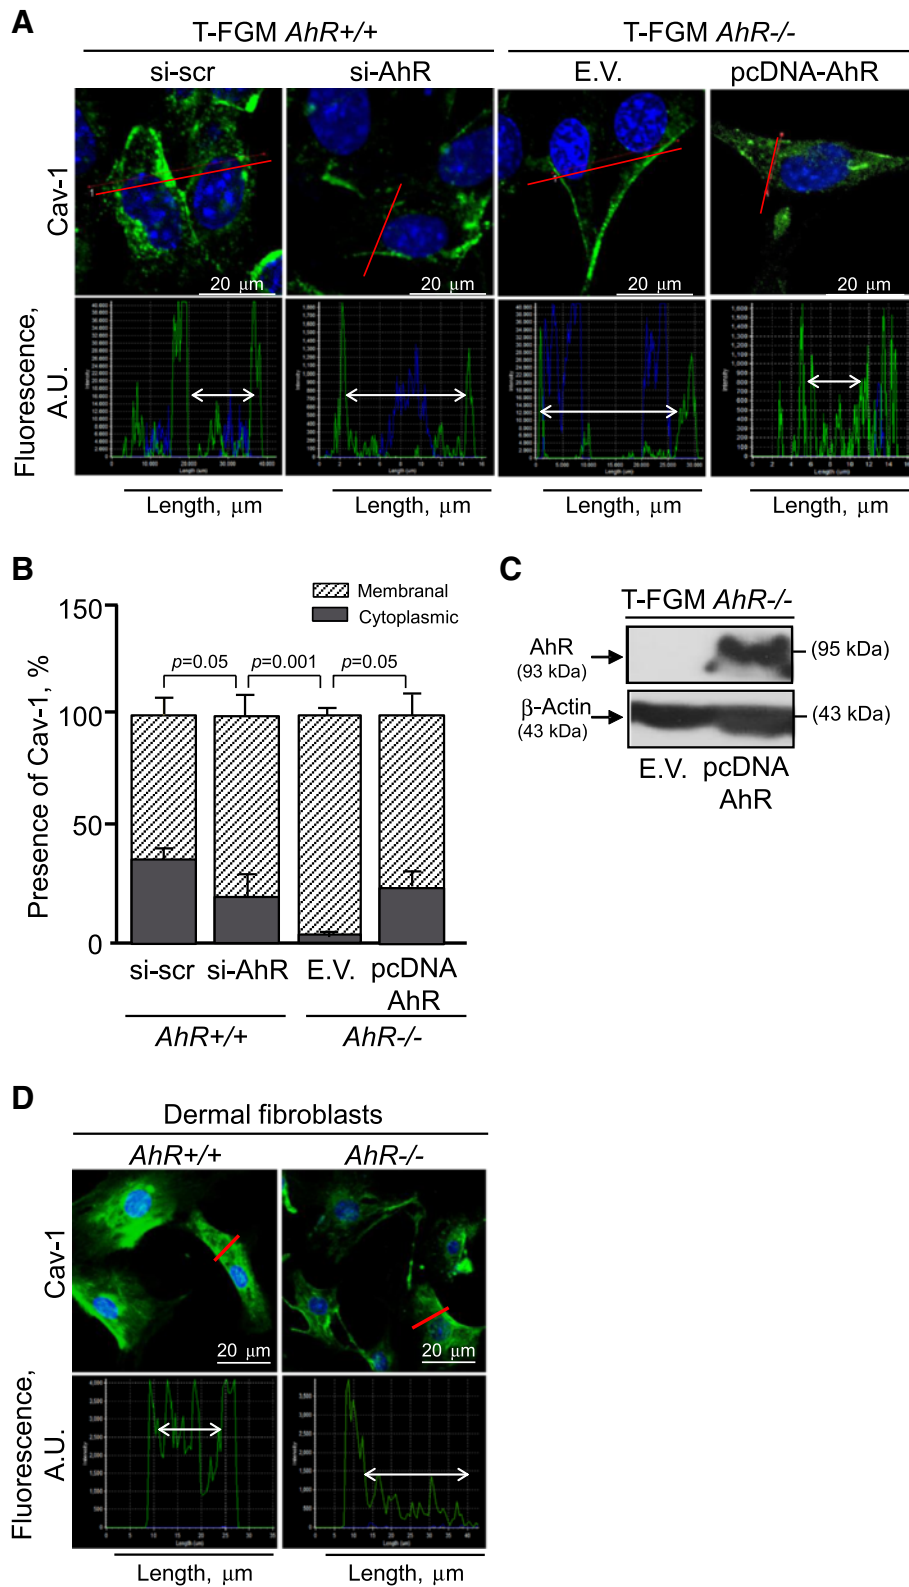 A
T-FGM AhR+/+
T-FGM AhR-/-
si-scr
si-AhR
E.V.
pcDNA-AhR
Cav-1
1
20 μm
20 μm
20 μm
20 μm
Fluorescence,
A.U.
Length, μm
Length, μm
Length, μm
Length, μm
B
Membranal
Cytoplasmic
Presence of Cav-1, %
150
100
50
0
p=0.05
p=0.001
p=0.05
si-scr
si-AhR
E.V.
pcDNA
AhR
AhR+/+
AhR-/-
C
T-FGM AhR-/-
AhR
(93 kDa)
(95 kDa)
β-Actin
(43 kDa)
(43 kDa)
E.V.
pcDNA
AhR
D
Dermal fibroblasts
AhR+/+
AhR-/-
Cav-1
20 μm
20 μm
Fluorescence,
A.U.
Length, μm
Length, μm